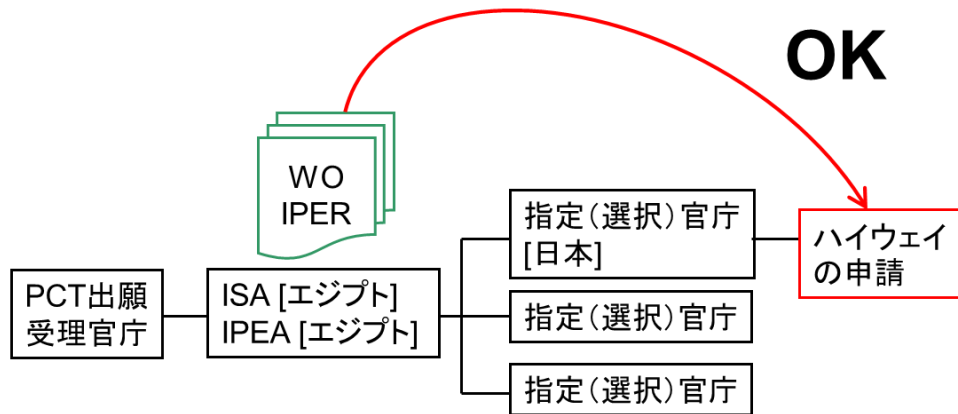 OK
WO
IPER
指定（選択）官庁
[日本]
ハイウェイ
の申請
PCT出願
受理官庁
ISA [エジプト]
IPEA [エジプト]
指定（選択）官庁
指定（選択）官庁